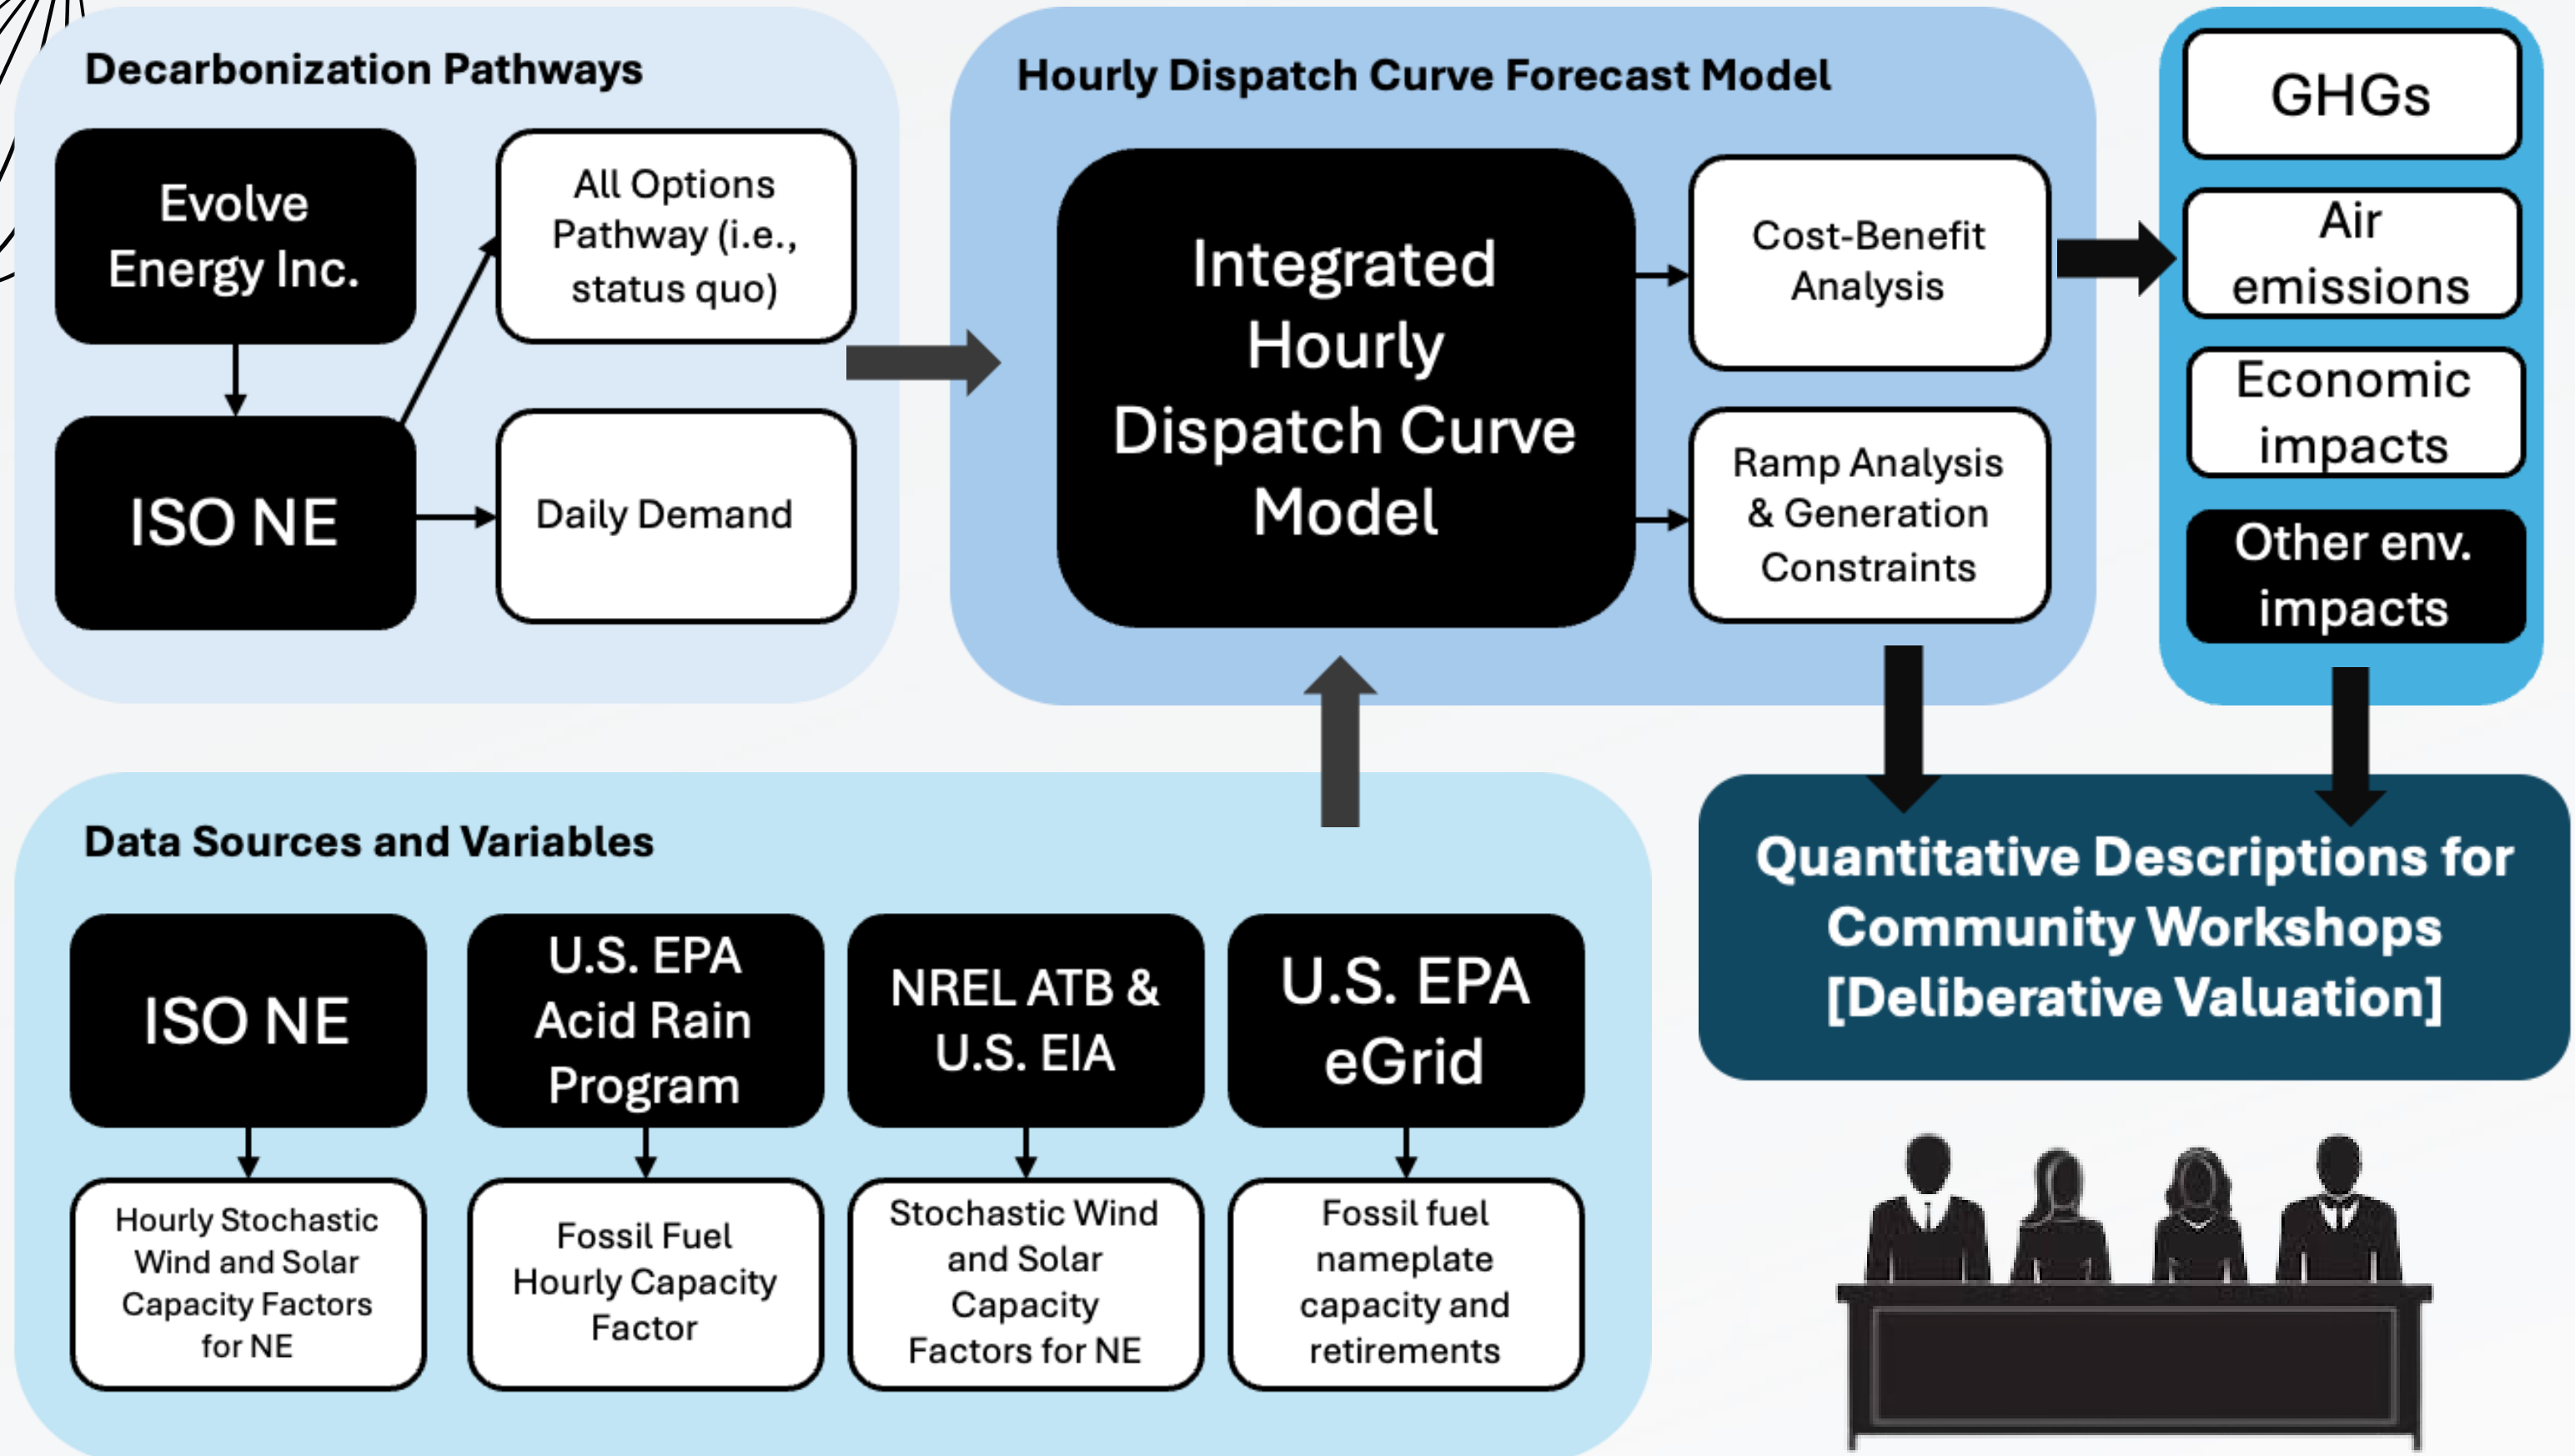 Decarbonization Pathways
Evolve
Energy Inc.
All Options
Pathway (i.e.,
status quo)
ISO NE
Daily Demand
Hourly Dispatch Curve Forecast Model
Integrated
Hourly
Dispatch Curve
Model
Cost-Benefit
Analysis
Ramp Analysis
& Generation
Constraints
GHGs
Air
emissions
Economic
impacts
Other env.
impacts
Data Sources and Variables
ISO NE
U.S. EPA
Acid Rain
Program
NREL ATB &
U.S. EIA
U.S. EPA
eGrid
Hourly Stochastic
Wind and Solar
Capacity Factors
for NE
Fossil Fuel
Hourly Capacity
Factor
Stochastic Wind
and Solar
Capacity
Factors for NE
Fossil fuel
nameplate
capacity and
retirements
Quantitative Descriptions for
Community Workshops
[Deliberative Valuation]